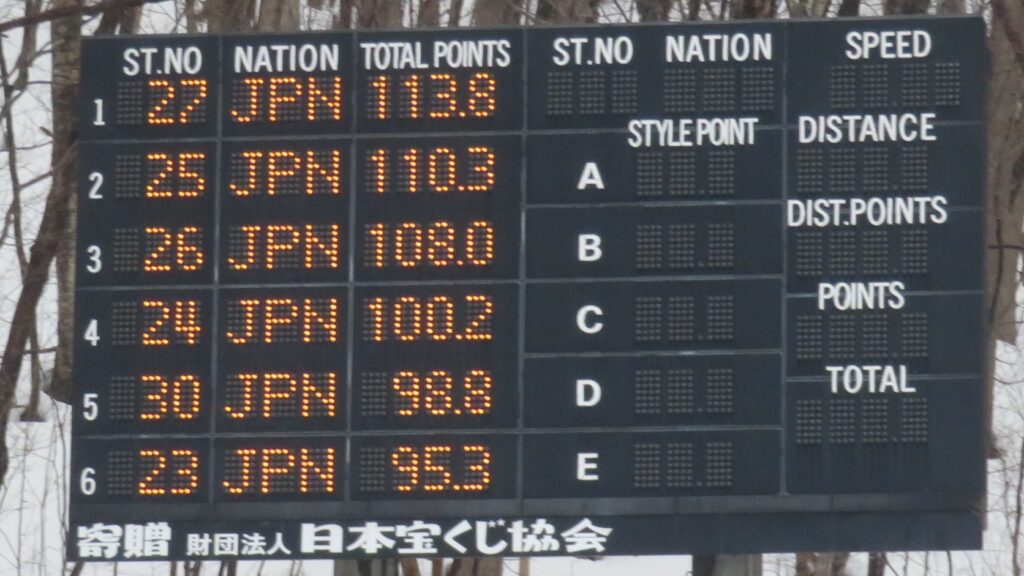 ST.NO NATION TOTAL POINTS
1 27 JPN 113.8
2 25 JPN 110.3
3 26 JPN 108.0
4 24 JPN 100.2
5 30 JPN 98.8
6 23 JPN 95.3
ST.NO NATION
STYLE POINT
A
B
C
D
E
SPEED
DISTANCE
DIST.POINTS
POINTS
TOTAL
寄贈 財団法人 日本宝くじ協会